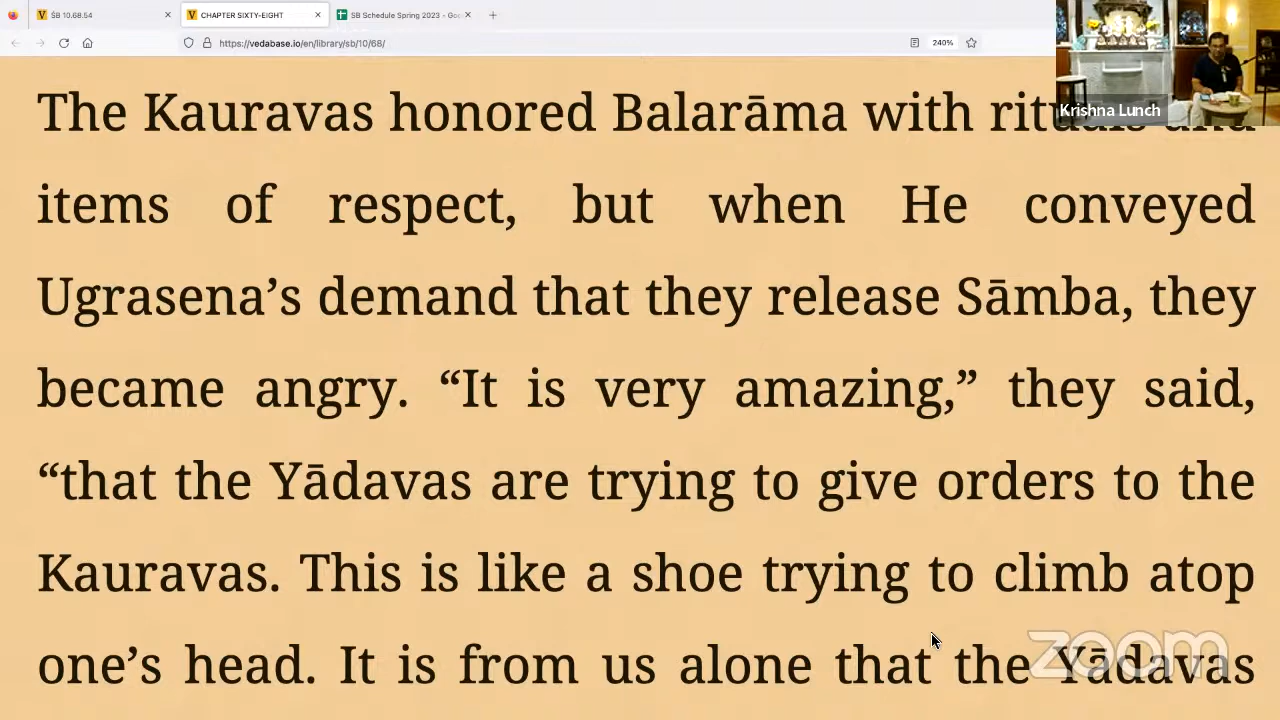 ŚB 10.68.54
CHAPTER SIXTY-EIGHT
SB Schedule Spring 2023 - Goo
https://vedabase.io/en/library/sb/10/68/
240%
Krishna Lunch
The Kauravas honored Balarāma with rituals and
items of respect, but when He conveyed
Ugrasena’s demand that they release Sāmba, they
became angry. “It is very amazing,” they said,
“that the Yādavas are trying to give orders to the
Kauravas. This is like a shoe trying to climb atop
one’s head. It is from us alone that the Yādavas
zoom